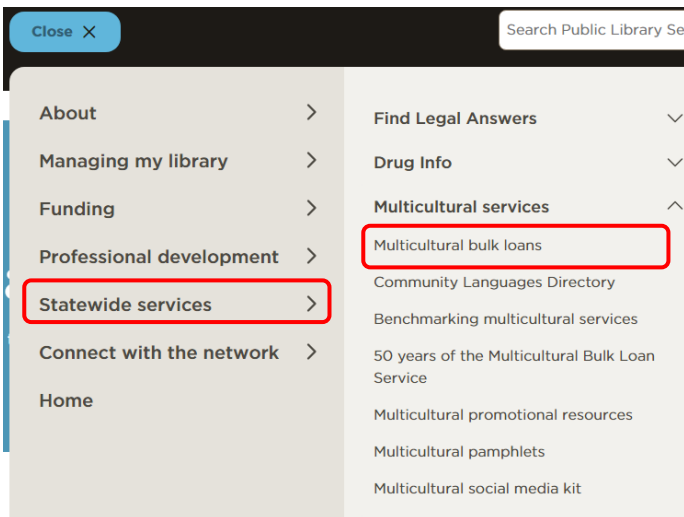 Close X
Search Public Library Se
About
Managing my library
Funding
Professional development
Statewide services
Connect with the network
Home
Find Legal Answers
Drug Info
Multicultural services
Multicultural bulk loans
Community Languages Directory
Benchmarking multicultural services
50 years of the Multicultural Bulk Loan
Service
Multicultural promotional resources
Multicultural pamphlets
Multicultural social media kit